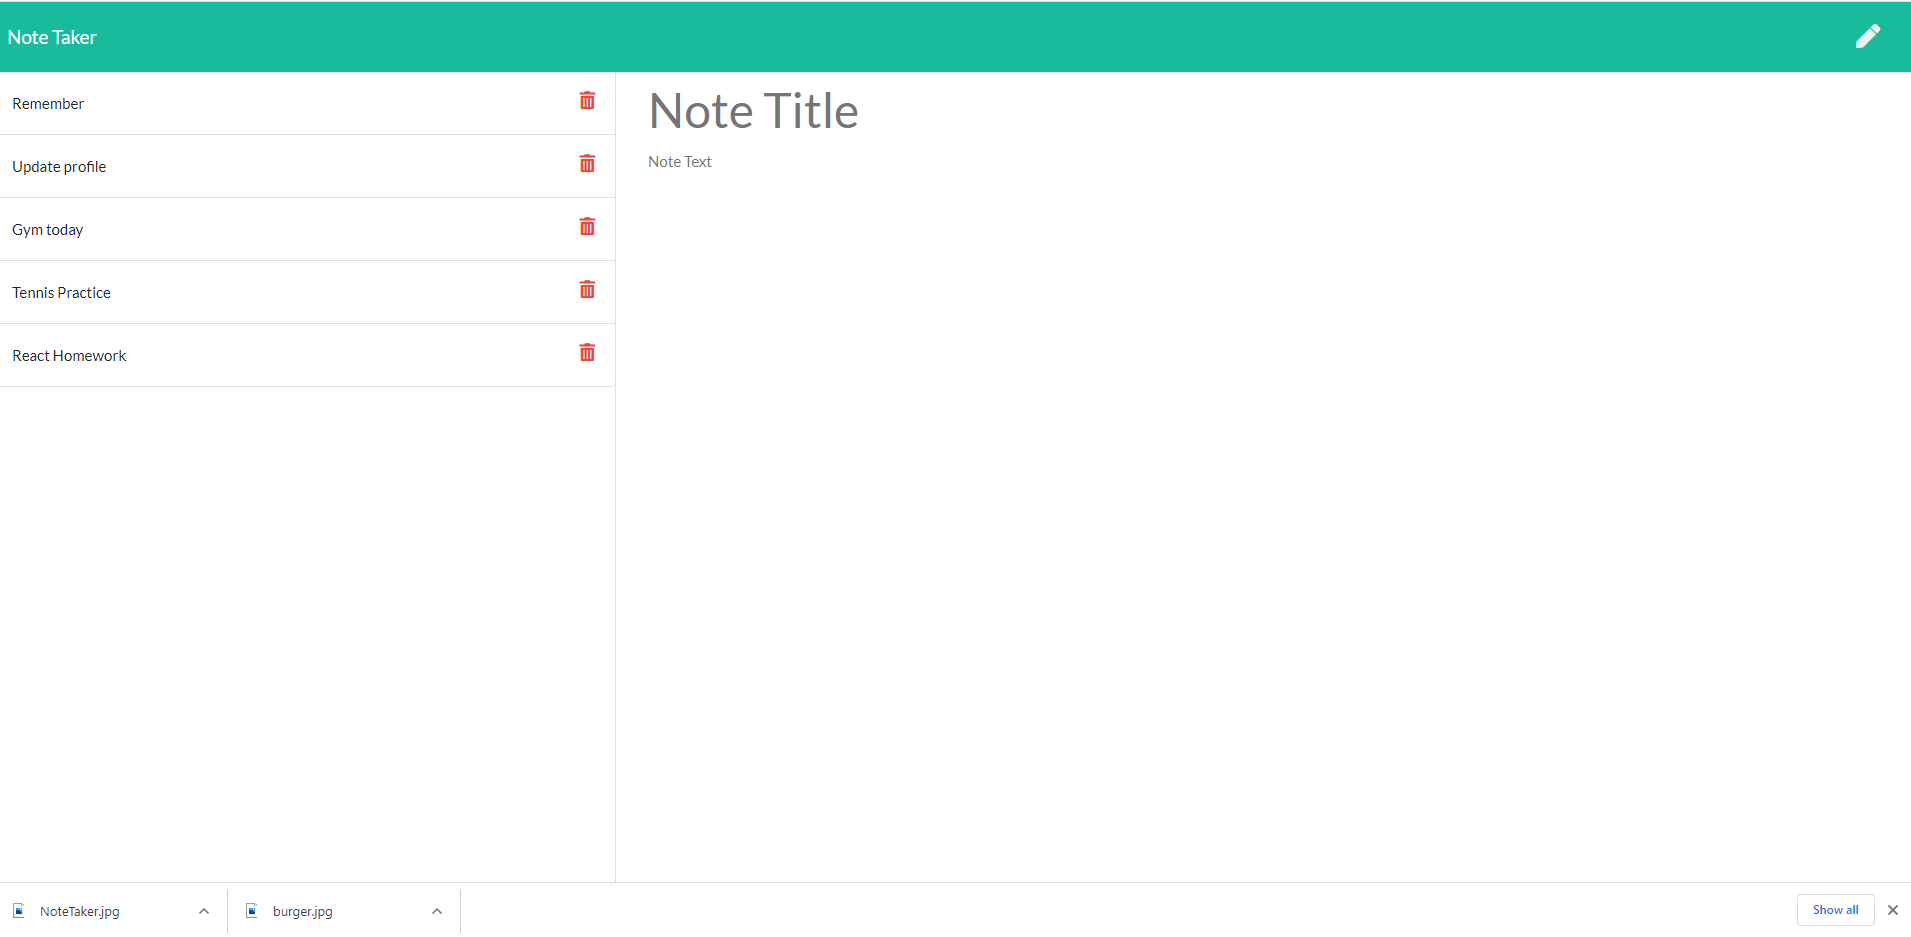 Note Taker
Remember
Update profile
Gym today
Tennis Practice
React Homework
Note Title
Note Text
NoteTaker.jpg
burger.jpg
Show all